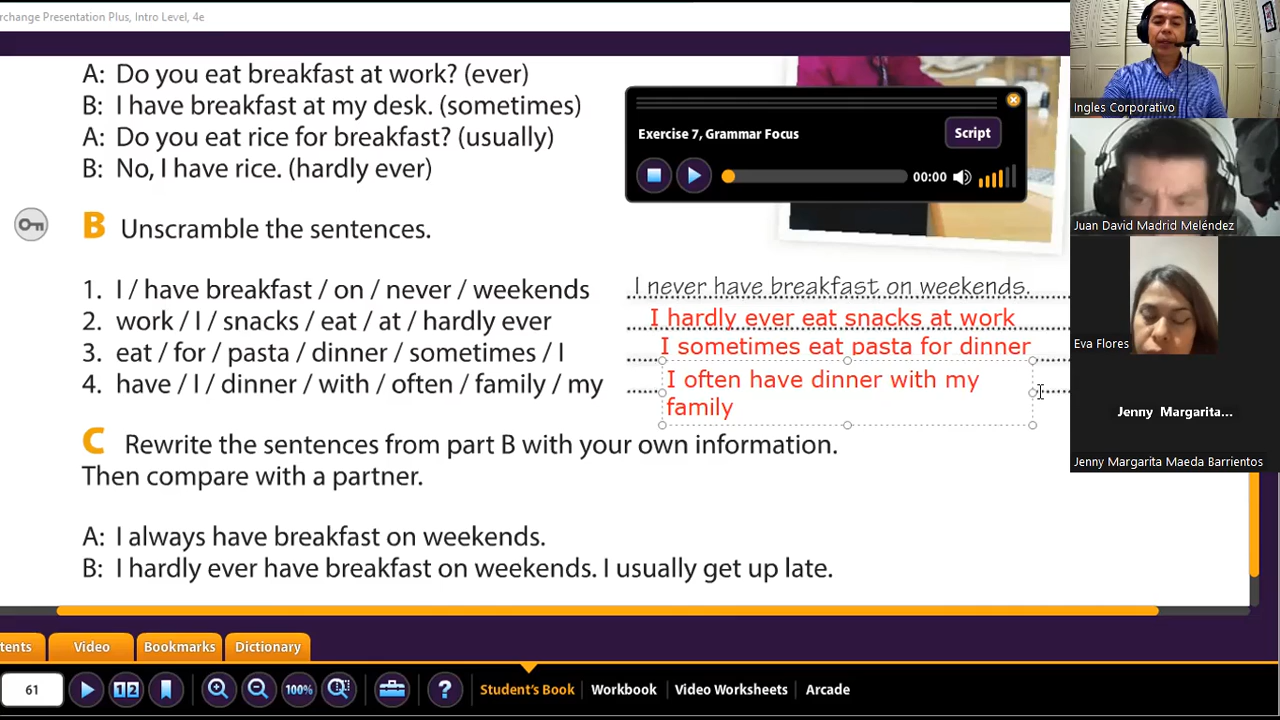 rchange Presentation Plus, Intro Level, 4e
A: Do you eat breakfast at work? (ever)
B: I have breakfast at my desk. (sometimes)
A: Do you eat rice for breakfast? (usually)
B: No, I have rice. (hardly ever)
Exercise 7, Grammar Focus
Script
00:00
B Unscramble the sentences.
1. I / have breakfast / on / never / weekends
I never have breakfast on weekends.
2. work / I / snacks / eat / at / hardly ever
I hardly ever eat snacks at work
3. eat / for / pasta / dinner / sometimes / I
I sometimes eat pasta for dinner
4. have / I / dinner / with / often / family / my
I often have dinner with my
family
C Rewrite the sentences from part B with your own information.
Then compare with a partner.
A: I always have breakfast on weekends.
B: I hardly ever have breakfast on weekends. I usually get up late.
Ingles Corporativo
Juan David Madrid Meléndez
Eva Flores
Jenny Margarita...
Jenny Margarita Maeda Barrientos
tents Video Bookmarks Dictionary
61 1 2 100% ? Student's Book Workbook Video Worksheets Arcade